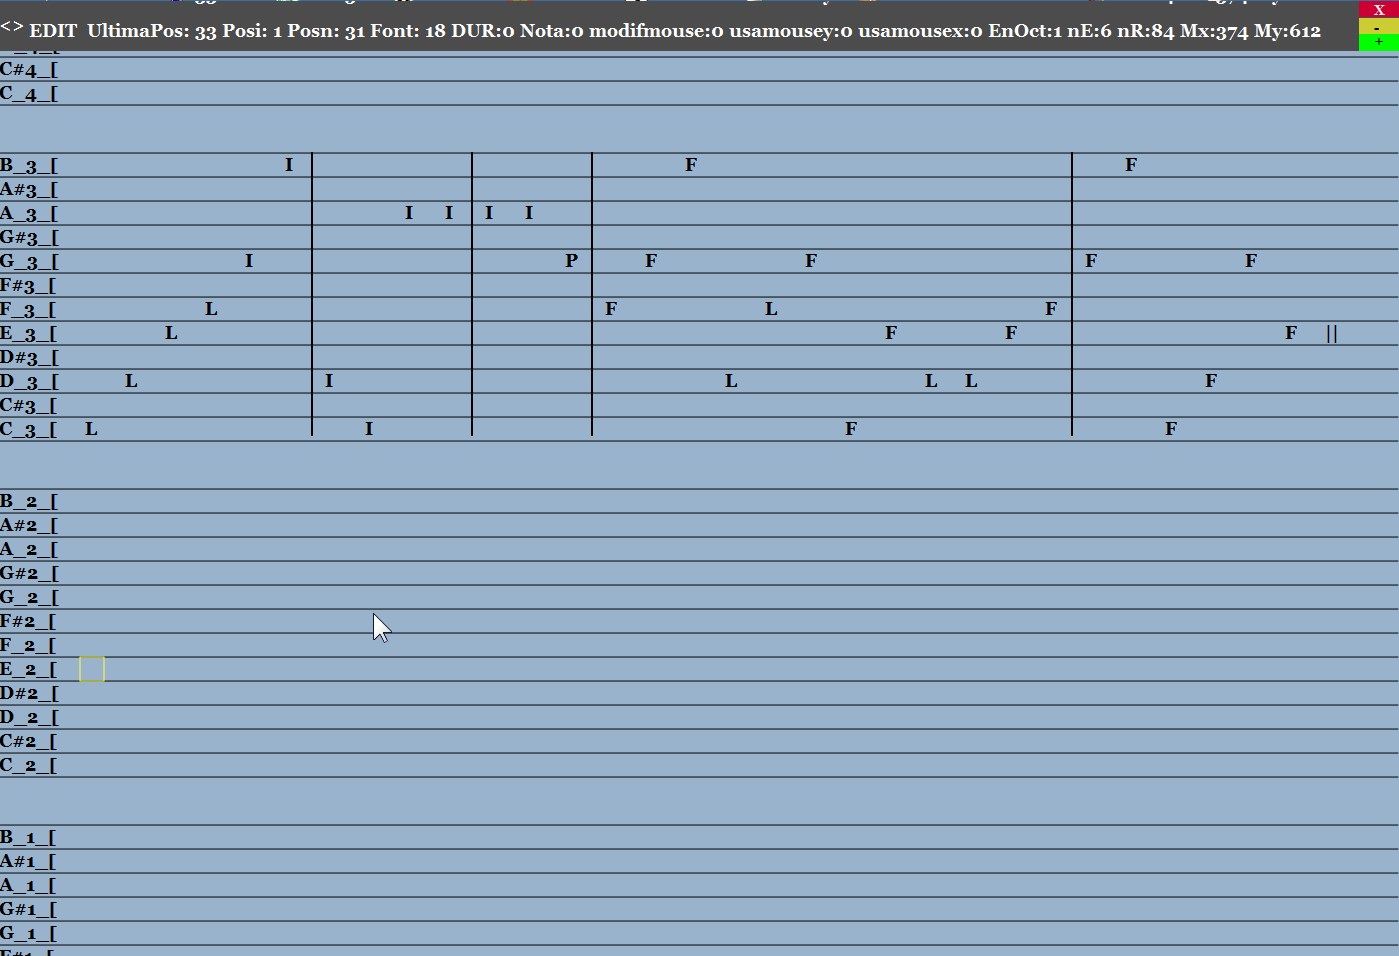 X
<> EDIT UltimaPos: 33 Posi: 1 Posn: 31 Font: 18 DUR:0 Nota:0 modifmouse:0 usamousey:0 usamousex:0 EnOct:1 nE:6 nR:84 Mx:374 My:612
-
+
C#4_[
C_4_[
B_3_[ I F F
A#3_[
A_3_[ I I I I
G#3_[
G_3_[ I P F F F F
F#3_[
F_3_[ L F L F
E_3_[ L F F F ||
D#3_[
D_3_[ L I L L L F
C#3_[
C_3_[ L I F F
B_2_[
A#2_[
A_2_[
G#2_[
G_2_[
F#2_[
F_2_[
E_2_[
D#2_[
D_2_[
C#2_[
C_2_[
B_1_[
A#1_[
A_1_[
G#1_[
G_1_[
F#1_[